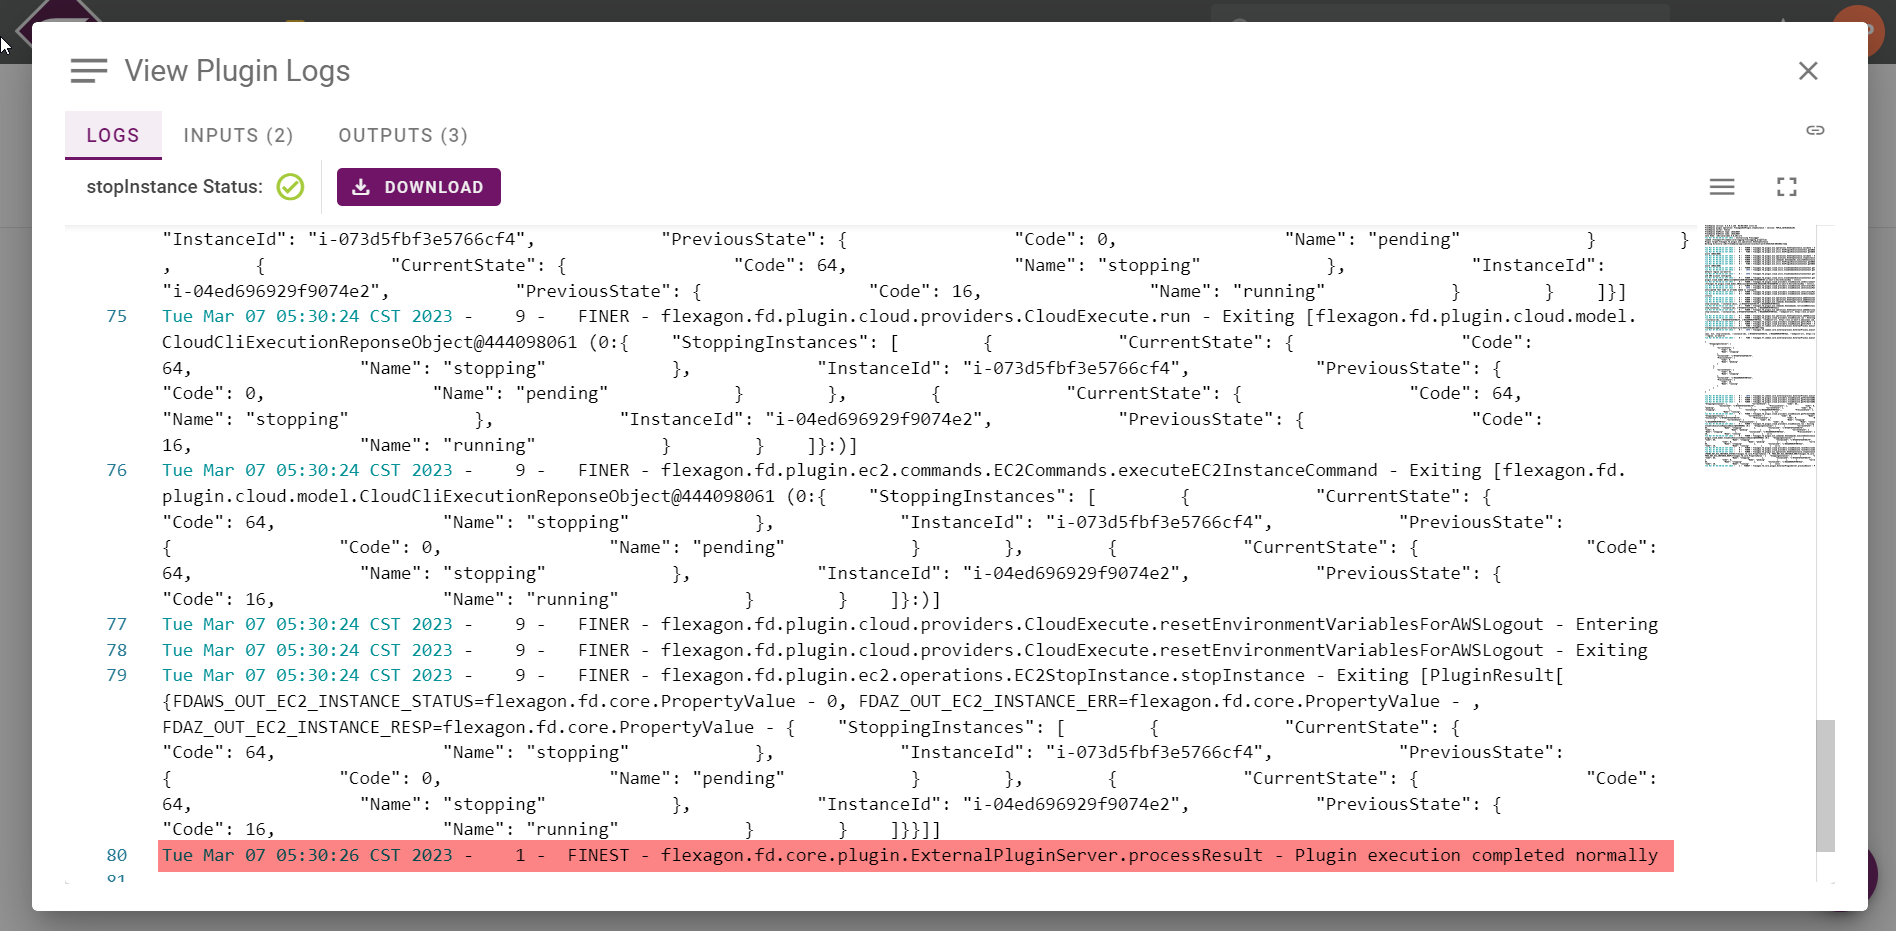 View Plugin Logs
LOGS INPUTS (2) OUTPUTS (3)
stopInstance Status: DOWNLOAD
"InstanceId": "i-073d5fbf3e5766cf4", "PreviousState": { "Code": 0, "Name": "pending" } }
, { "CurrentState": { "Code": 64, "Name": "stopping" }, "InstanceId":
"i-04ed696929f9074e2", "PreviousState": { "Code": 16, "Name": "running" } } ]}]
75 Tue Mar 07 05:30:24 CST 2023 - 9 - FINER - flexagon.fd.plugin.cloud.providers.CloudExecute.run - Exiting [flexagon.fd.plugin.cloud.model.
CloudCliExecutionReponseObject@444098061 (0:{ "StoppingInstances": [ { "CurrentState": { "Code":
64, "Name": "stopping" }, "InstanceId": "i-073d5fbf3e5766cf4", "PreviousState": {
"Code": 0, "Name": "pending" } }, { "CurrentState": { "Code": 64,
"Name": "stopping" }, "InstanceId": "i-04ed696929f9074e2", "PreviousState": { "Code":
16, "Name": "running" } } ]}:)]
76 Tue Mar 07 05:30:24 CST 2023 - 9 - FINER - flexagon.fd.plugin.ec2.commands.EC2Commands.executeEC2InstanceCommand - Exiting [flexagon.fd.
plugin.cloud.model.CloudCliExecutionReponseObject@444098061 (0:{ "StoppingInstances": [ { "CurrentState": {
"Code": 64, "Name": "stopping" }, "InstanceId": "i-073d5fbf3e5766cf4", "PreviousState":
{ "Code": 0, "Name": "pending" } }, { "CurrentState": { "Code":
64, "Name": "stopping" }, "InstanceId": "i-04ed696929f9074e2", "PreviousState": {
"Code": 16, "Name": "running" } } ]}:)]
77 Tue Mar 07 05:30:24 CST 2023 - 9 - FINER - flexagon.fd.plugin.cloud.providers.CloudExecute.resetEnvironmentVariablesForAWSLogout - Entering
78 Tue Mar 07 05:30:24 CST 2023 - 9 - FINER - flexagon.fd.plugin.cloud.providers.CloudExecute.resetEnvironmentVariablesForAWSLogout - Exiting
79 Tue Mar 07 05:30:24 CST 2023 - 9 - FINER - flexagon.fd.plugin.ec2.operations.EC2StopInstance.stopInstance - Exiting [PluginResult[
{FDAWS_OUT_EC2_INSTANCE_STATUS=flexagon.fd.core.PropertyValue - 0, FDAZ_OUT_EC2_INSTANCE_ERR=flexagon.fd.core.PropertyValue - ,
FDAZ_OUT_EC2_INSTANCE_RESP=flexagon.fd.core.PropertyValue - { "StoppingInstances": [ { "CurrentState": {
"Code": 64, "Name": "stopping" }, "InstanceId": "i-073d5fbf3e5766cf4", "PreviousState":
{ "Code": 0, "Name": "pending" } }, { "CurrentState": { "Code":
64, "Name": "stopping" }, "InstanceId": "i-04ed696929f9074e2", "PreviousState": {
"Code": 16, "Name": "running" } } ]}}]]
80 Tue Mar 07 05:30:26 CST 2023 - 1 - FINEST - flexagon.fd.core.plugin.ExternalPluginServer.processResult - Plugin execution completed normally
81